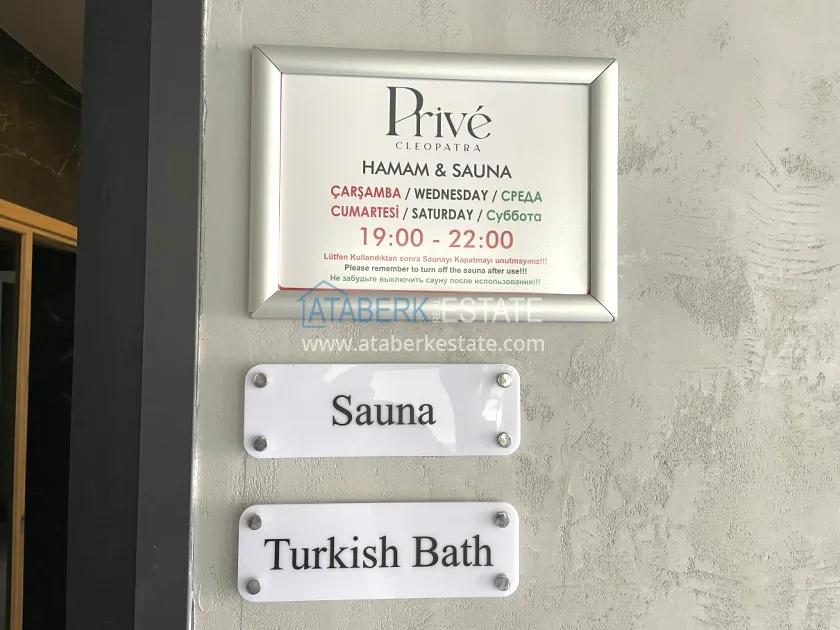 Privé
CLEOPATRA
HAMAM & SAUNA
ÇARŞAMBA / WEDNESDAY / СРЕДА
CUMARTESİ / SATURDAY / Суббота
19:00 - 22:00
Lütfen Kullandıktan sonra Saunayı Kapatmayı unutmayınız!!!
Please remember to turn off the sauna after use!!!
Не забудьте выключить сауну после использования!!!
ATABERK REAL ESTATE
www.ataberkestate.com
Sauna
Turkish Bath